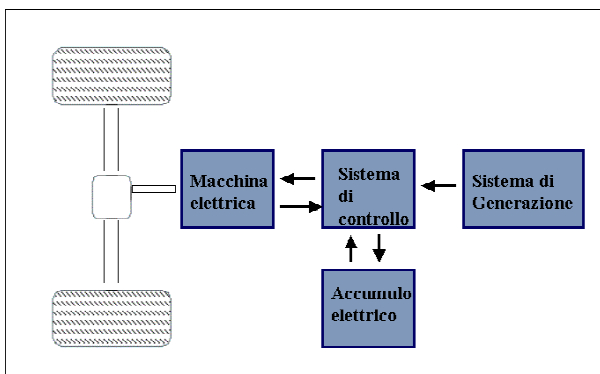 Macchina
elettrica
Sistema
di
controllo
Sistema di
Generazione
Accumulo
elettrico